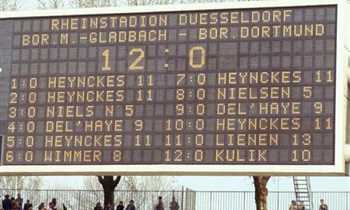 RHEINSTADION DUESSELDORF
BOR.M.-GLADBACH - BOR.DORTMUND
12:0
1:0 HEYNCKES 11 7:0 HEYNCKES 11
2:0 HEYNCKES 11 8:0 NIELSEN 5
3:0 NIELS N 5 9:0 DEL'HAYE 9
4:0 DEL'HAYE 9 10:0 HEYNCKES 11
5:0 HEYNCKES 11 11:0 LIENEN 13
6:0 WIMMER 8 12:0 KULIK 10